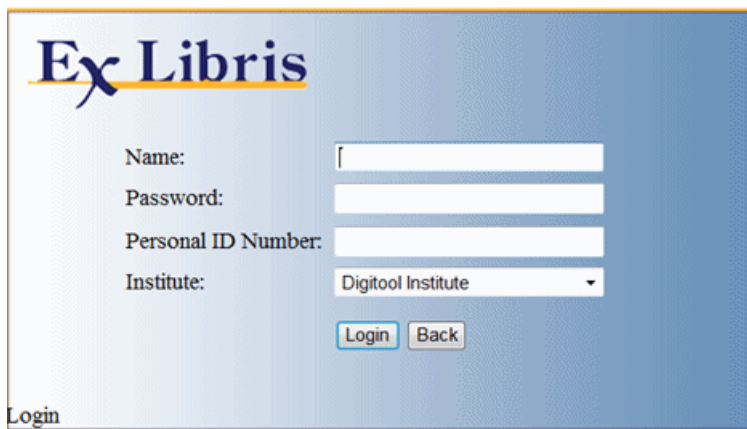 Ex Libris
Name:
Password:
Personal ID Number:
Institute: Digitool Institute
Login Back
Login